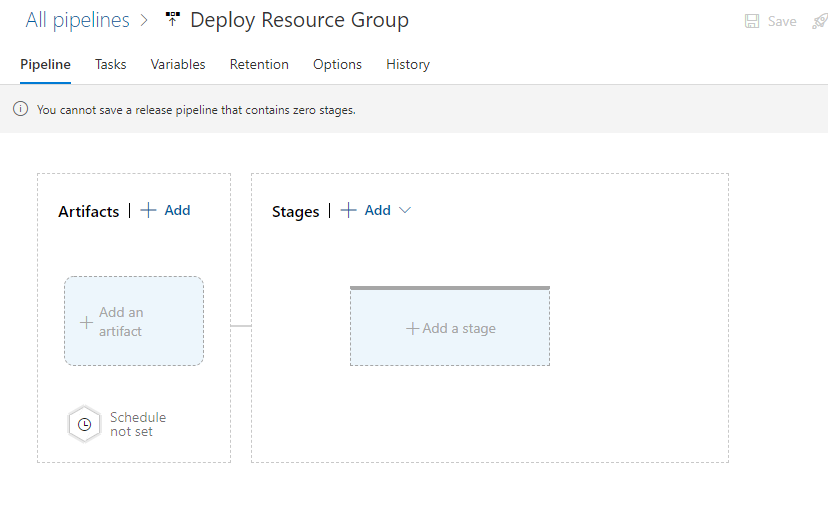 All pipelines > Deploy Resource Group
Save
Pipeline Tasks Variables Retention Options History
You cannot save a release pipeline that contains zero stages.
Artifacts | + Add
Stages | + Add
+ Add an
artifact
+ Add a stage
Schedule
not set